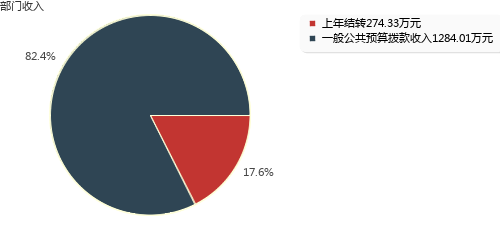 部门收入
上年结转274.33万元
一般公共预算拨款收入1284.01万元
82.4%
17.6%